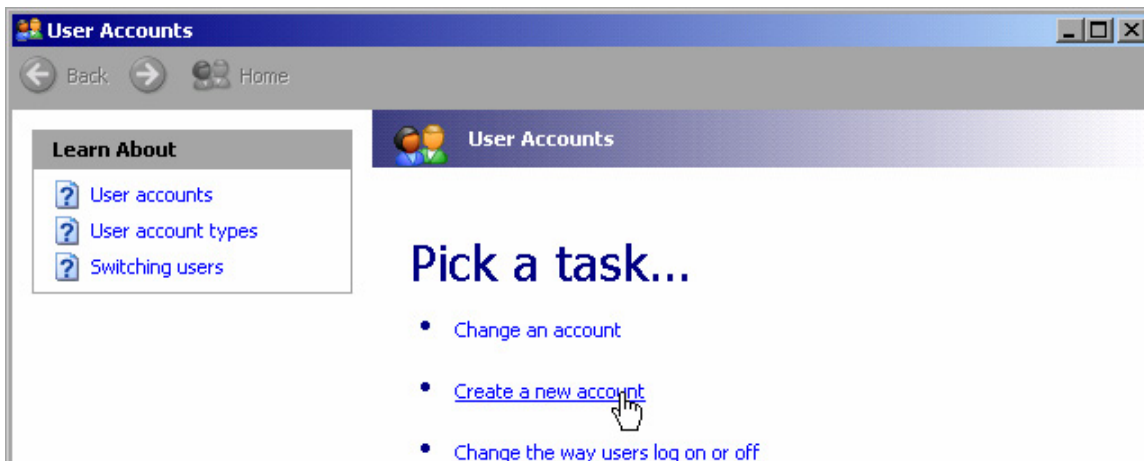 User Accounts
Back Home
Learn About
User accounts
User account types
Switching users
User Accounts
Pick a task...
Change an account
Create a new account
Change the way users log on or off